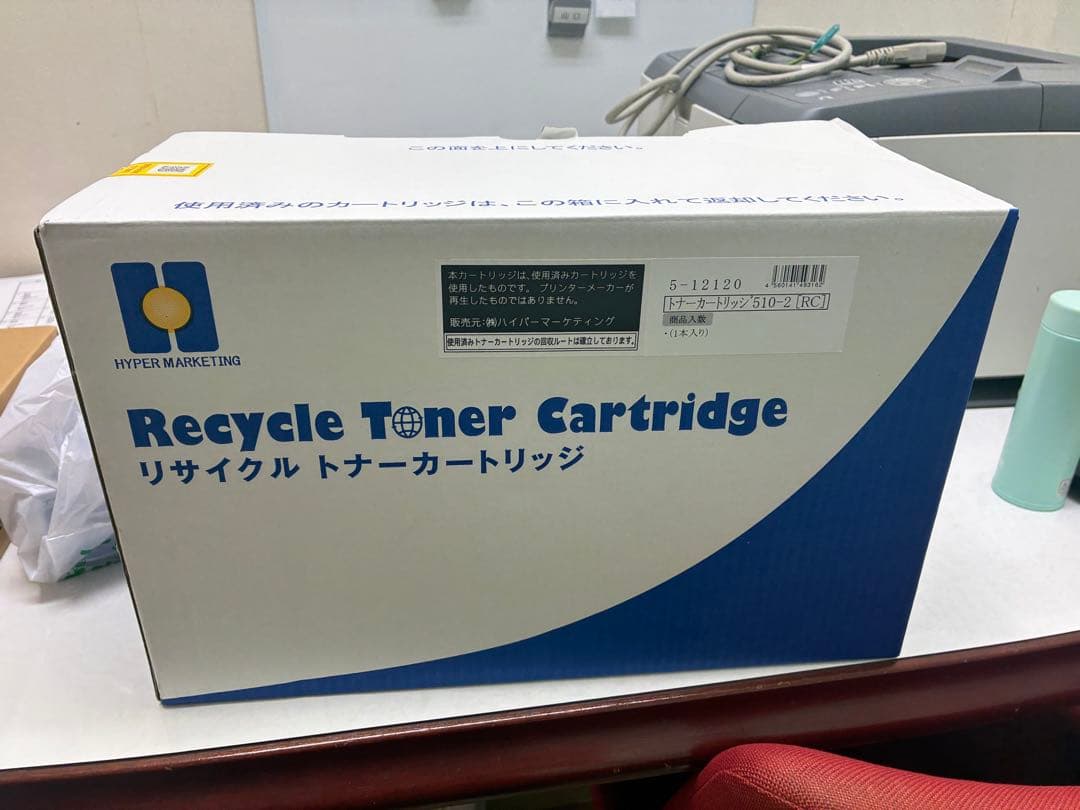 山口
この面を上にしてください。
使用済みのカートリッジは、この箱に入れて返却してください。
HYPER MARKETING
本カートリッジは、使用済みカートリッジを
使用したものです。プリンターメーカーが
再生したものではありません。
販売元:㈱ハイパーマーケティング
使用済みトナーカートリッジの回収ルートは確立しております。
5-12120
4 560141 493162
トナーカートリッジ510-2 [RC]
商品入数
・(1本入り)
Recycle Toner Cartridge
リサイクル トナーカートリッジ